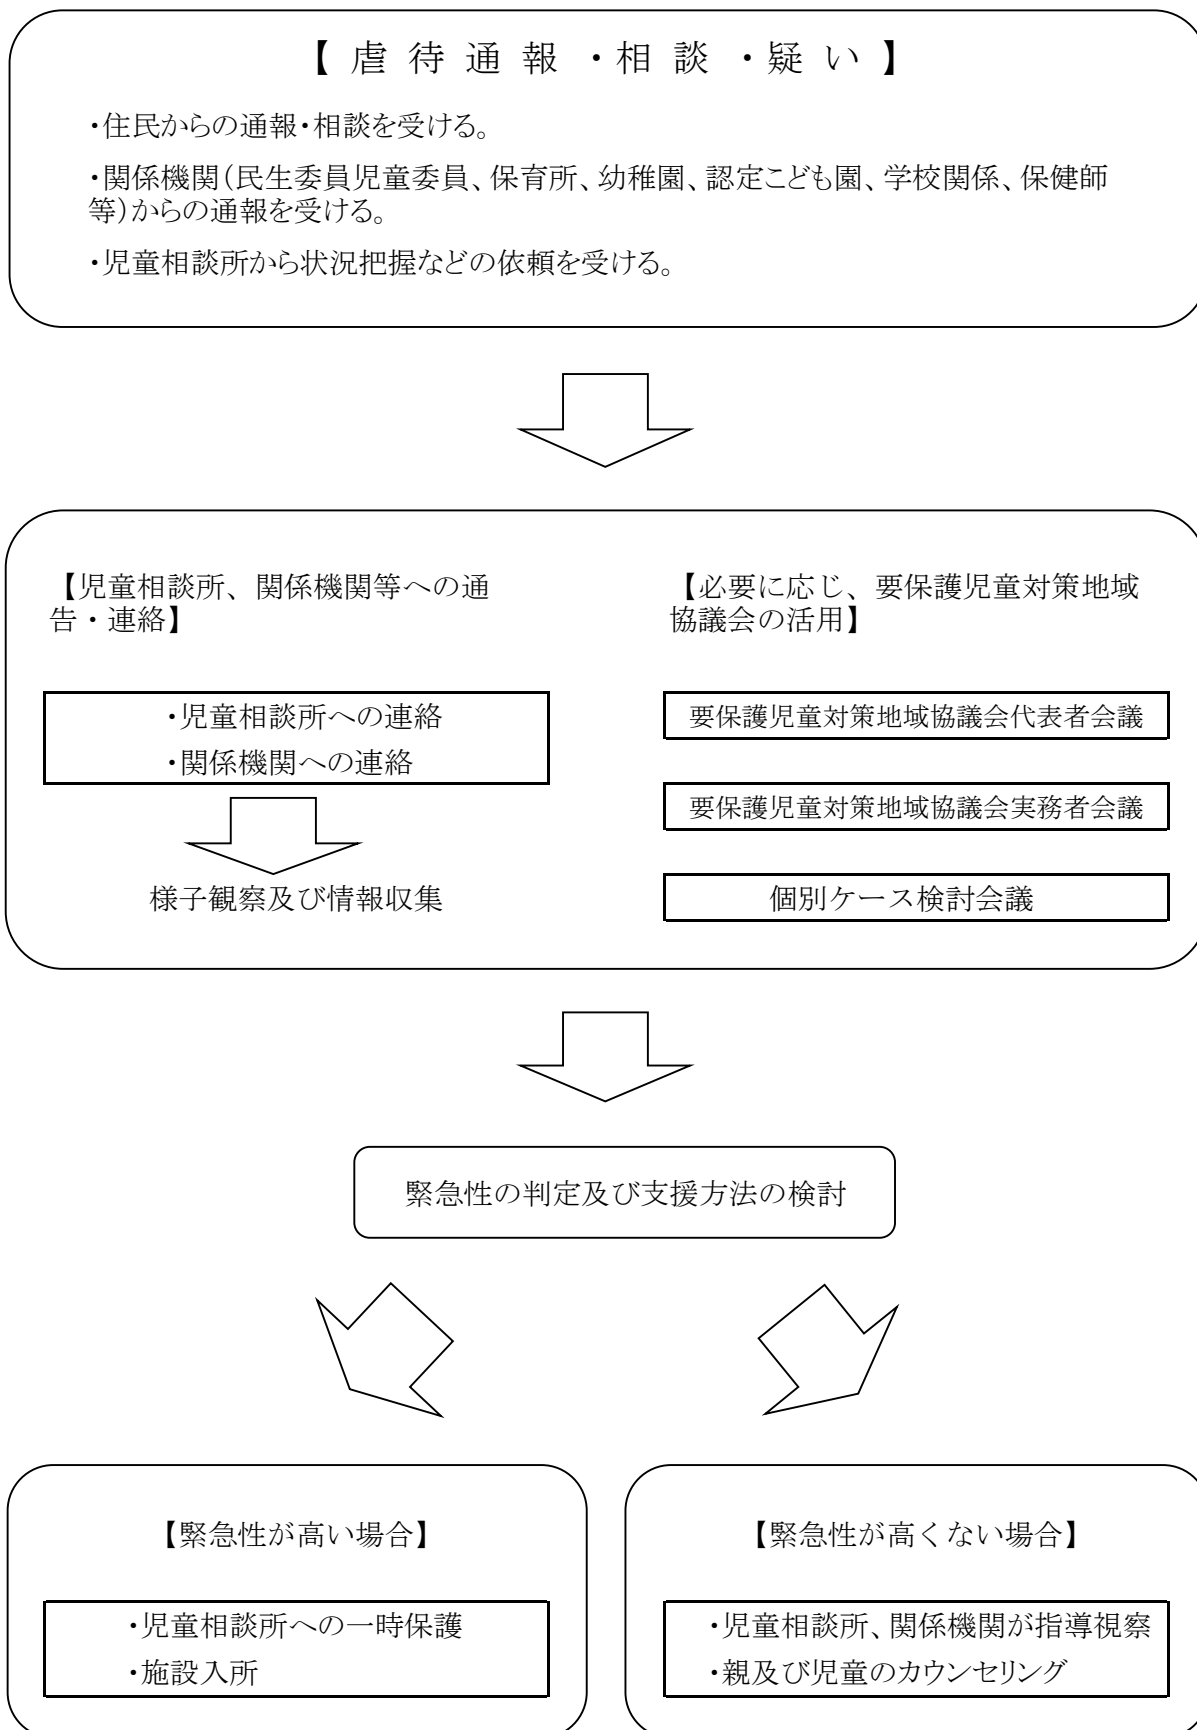 【 虐 待 通 報 ・相 談 ・疑 い 】
・住民からの通報・相談を受ける。
・関係機関(民生委員児童委員、保育所、幼稚園、認定こども園、学校関係、保健師
等)からの通報を受ける。
・児童相談所から状況把握などの依頼を受ける。
【児童相談所、関係機関等への通
告・連絡】
・児童相談所への連絡
・関係機関への連絡
様子観察及び情報収集
【必要に応じ、要保護児童対策地域
協議会の活用】
要保護児童対策地域協議会代表者会議
要保護児童対策地域協議会実務者会議
個別ケース検討会議
緊急性の判定及び支援方法の検討
【緊急性が高い場合】
・児童相談所への一時保護
・施設入所
【緊急性が高くない場合】
・児童相談所、関係機関が指導視察
・親及び児童のカウンセリング